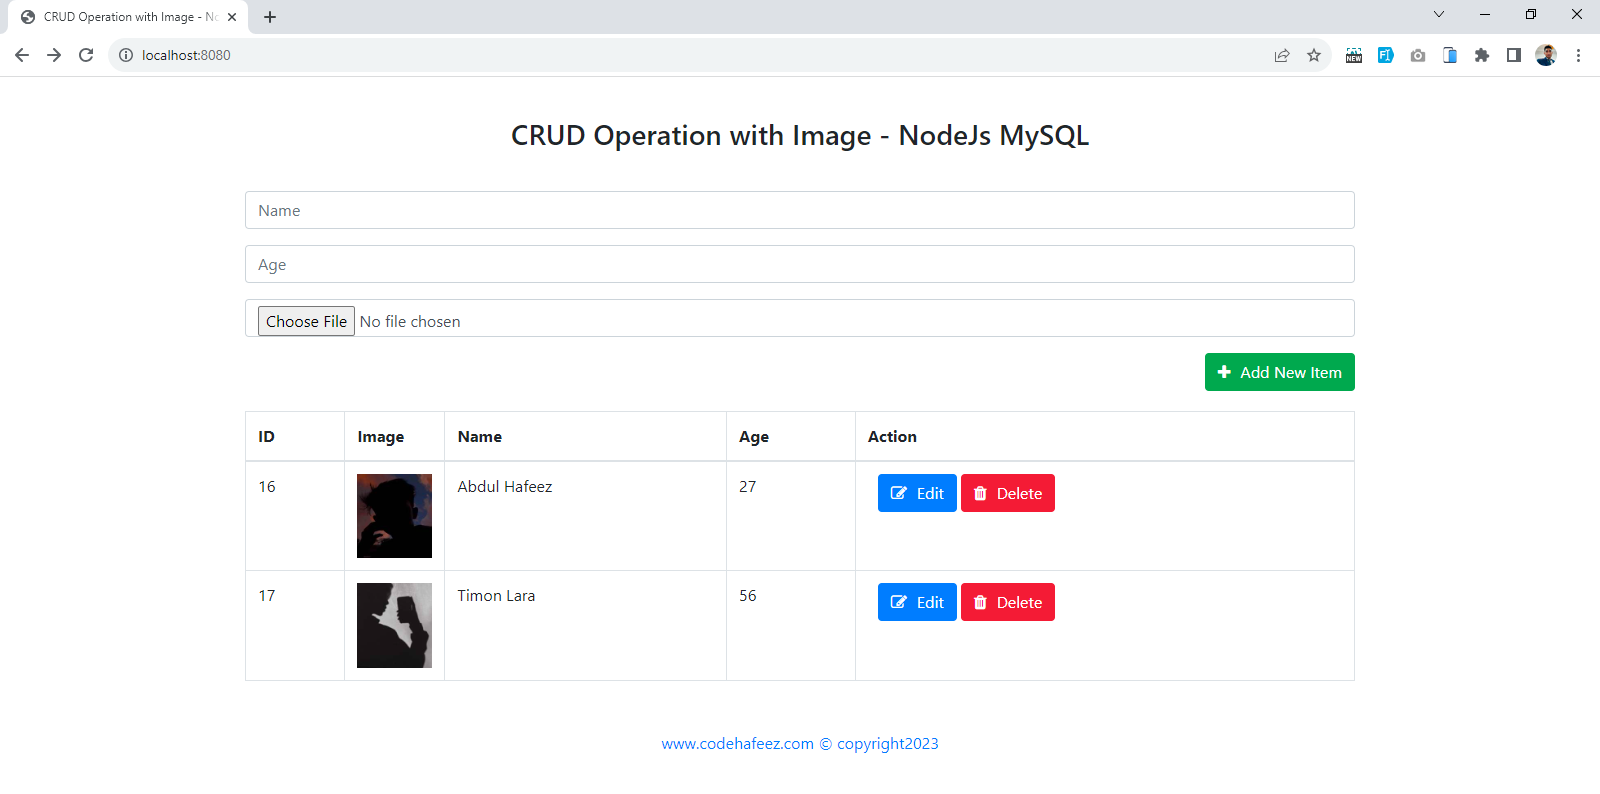 CRUD Operation with Image - No
localhost:8080
NEW
CRUD Operation with Image - NodeJs MySQL
Name
Age
Choose File No file chosen
Add New Item
ID Image Name Age Action
16 Abdul Hafeez 27 Edit Delete
17 Timon Lara 56 Edit Delete
www.codehafeez.com © copyright2023